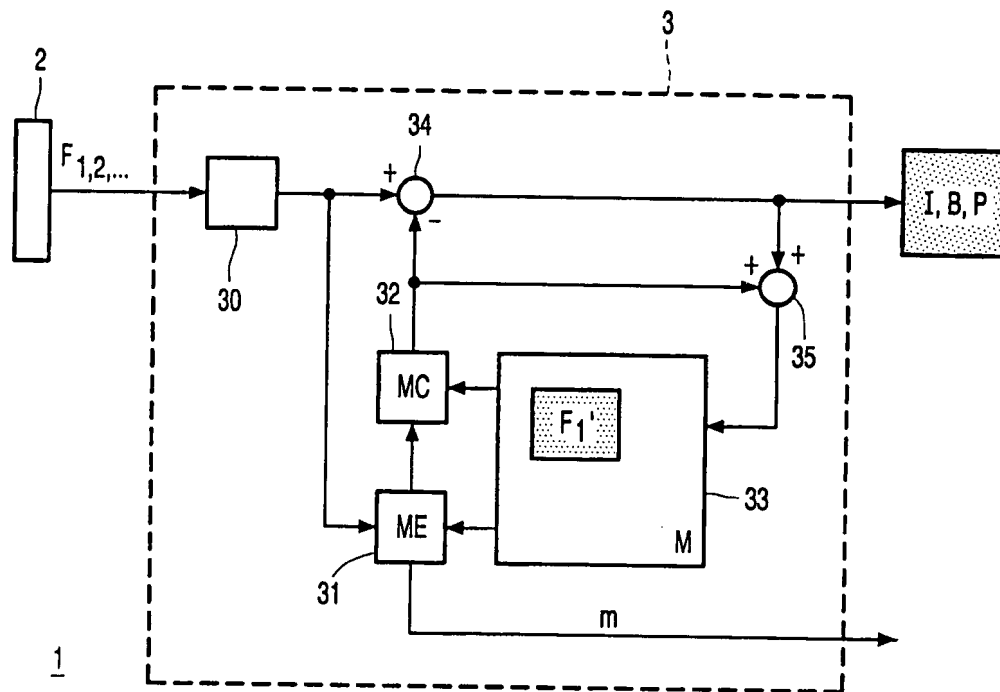 3
2
34
F1,2,...
+
-
I, B, P
30
+ +
32
35
MC
F1'
ME
33
M
31
m
1